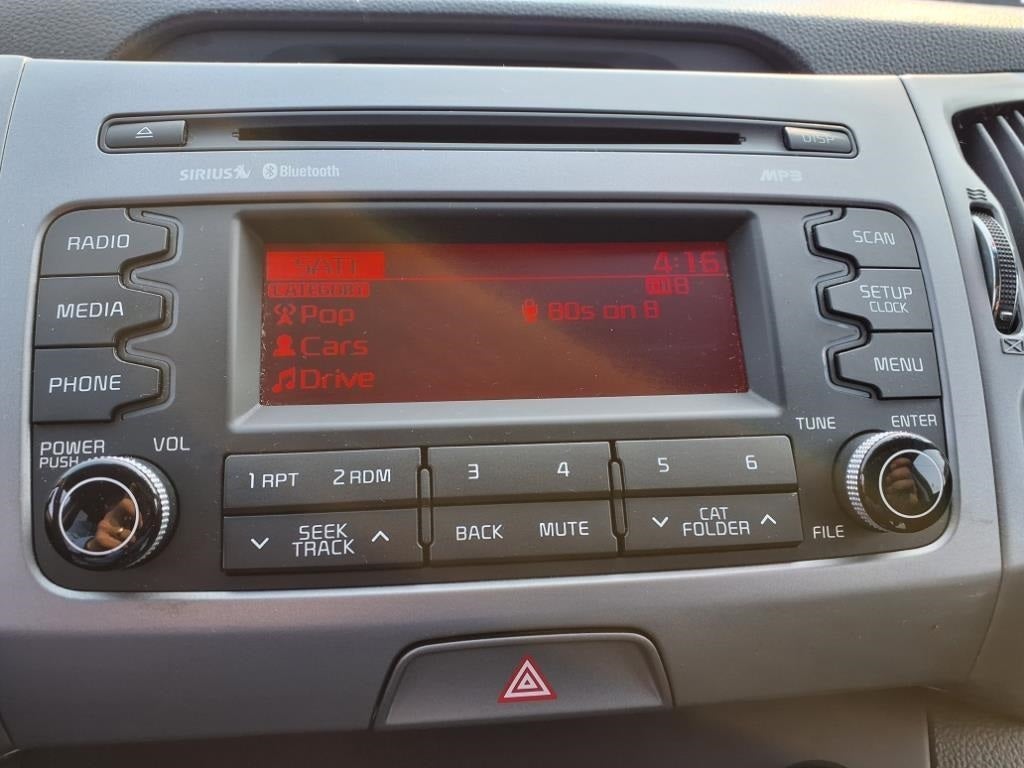 DISP
SIRIUS Bluetooth MP3
RADIO
MEDIA
PHONE
SAT1 4:16
CATEGORY 8
Pop 80s on 8
Cars
Drive
SCAN
SETUP
CLOCK
MENU
POWER
PUSH
VOL
TUNE
ENTER
FILE
1 RPT 2 RDM 3 4 5 6
SEEK
TRACK
BACK MUTE
CAT
FOLDER